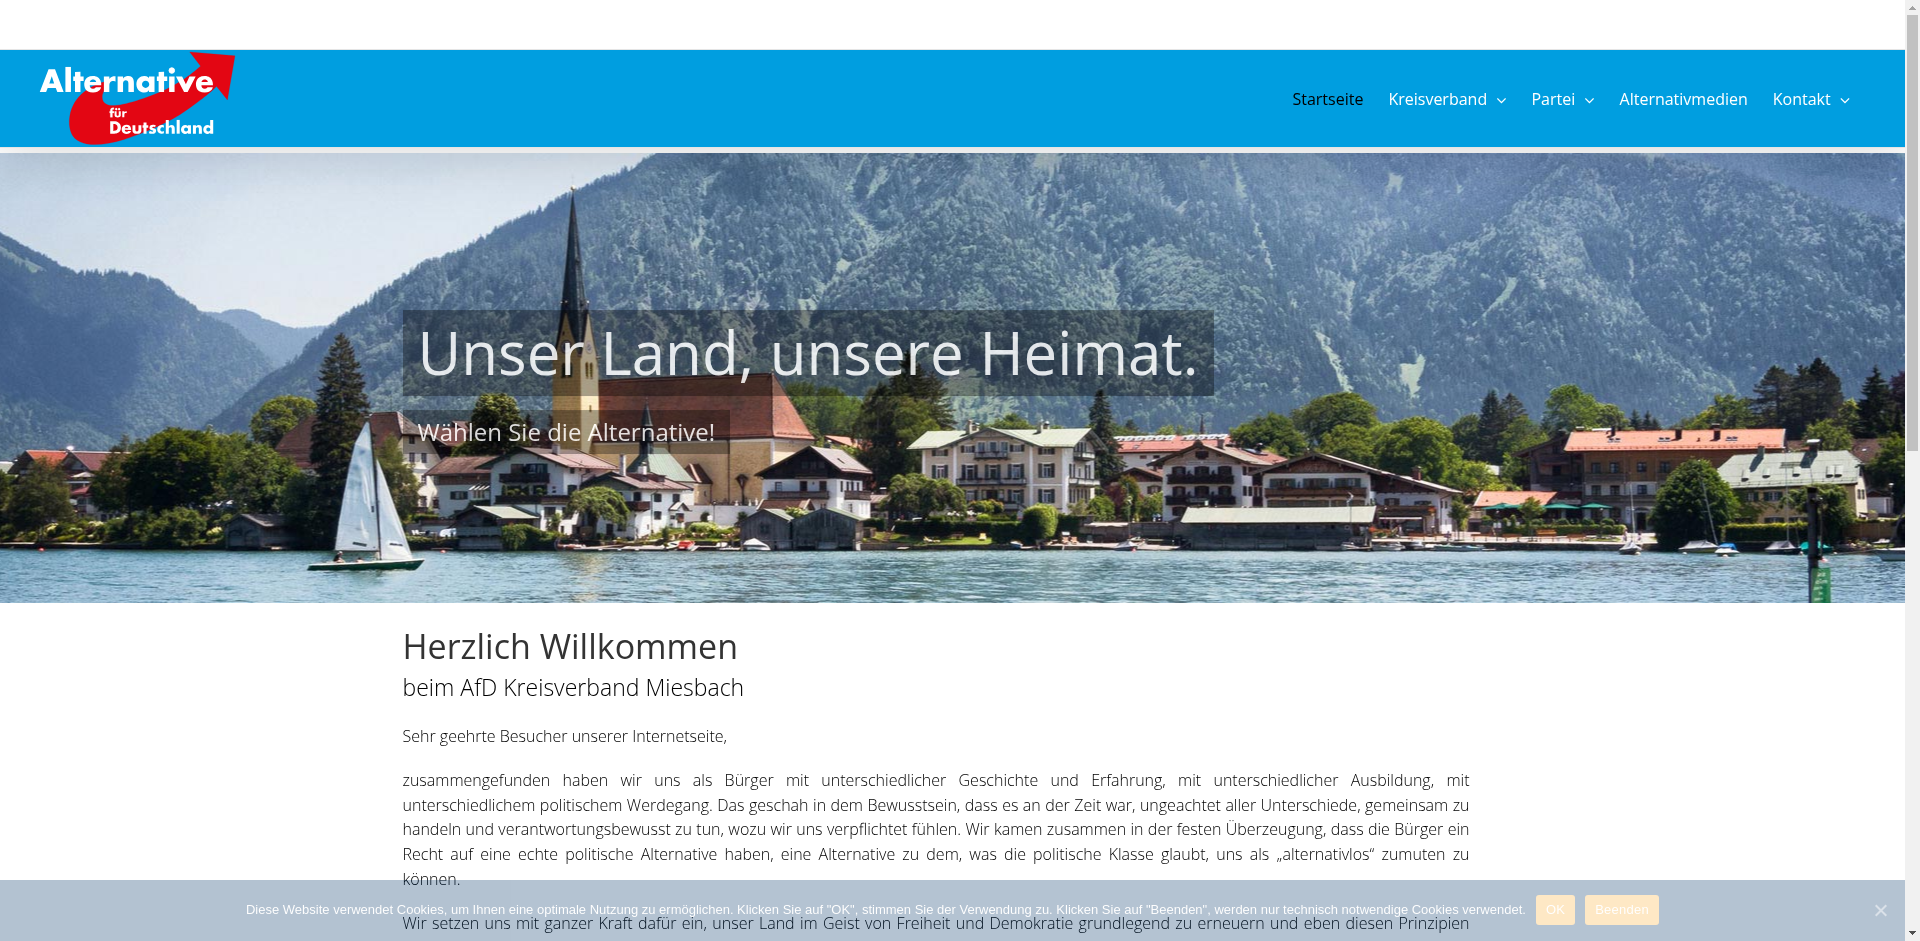 Alternative
für
Deutschland
Startseite Kreisverband Partei Alternativmedien Kontakt
Unser Land, unsere Heimat.
Wählen Sie die Alternative!
Herzlich Willkommen
beim AfD Kreisverband Miesbach
Sehr geehrte Besucher unserer Internetseite,
zusammengefunden haben wir uns als Bürger mit unterschiedlicher Geschichte und Erfahrung, mit unterschiedlicher Ausbildung, mit
unterschiedlichem politischem Werdegang. Das geschah in dem Bewusstsein, dass es an der Zeit war, ungeachtet aller Unterschiede, gemeinsam zu
handeln und verantwortungsbewusst zu tun, wozu wir uns verpflichtet fühlen. Wir kamen zusammen in der festen Überzeugung, dass die Bürger ein
Recht auf eine echte politische Alternative haben, eine Alternative zu dem, was die politische Klasse glaubt, uns als „alternativlos“ zumuten zu
können.
Diese Website verwendet Cookies, um Ihnen eine optimale Nutzung zu ermöglichen. Klicken Sie auf "OK", stimmen Sie der Verwendung zu. Klicken Sie auf "Beenden", werden nur technisch notwendige Cookies verwendet. OK Beenden
Wir setzen uns mit ganzer Kraft dafür ein, unser Land im Geist von Freiheit und Demokratie grundlegend zu erneuern und eben diesen Prinzipien